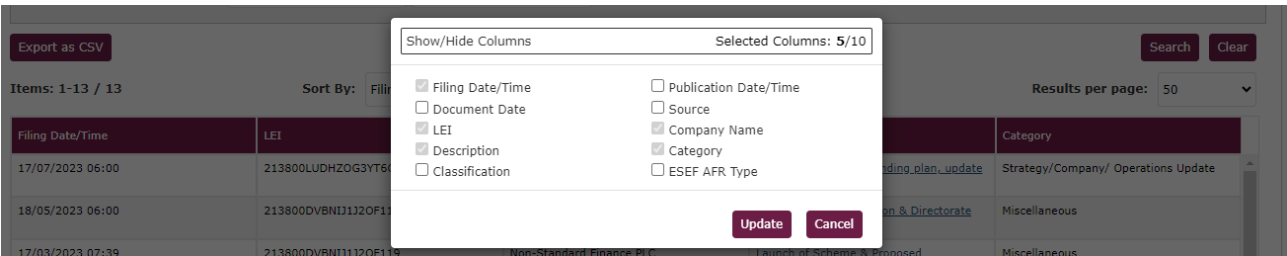 Export as CSV
Show/Hide Columns Selected Columns: 5/10
Search Clear
Items: 1-13 / 13 Sort By: Results per page: 50
Filing Date/Time Publication Date/Time
Document Date Source
LEI Company Name
Description Category
Classification ESEF AFR Type
Update Cancel
Filing Date/Time LEI Category
17/07/2023 06:00 plan, update Strategy/Company/ Operations Update
18/05/2023 06:00 & Directorate Miscellaneous
17/03/2023 07:39 213800DVBNIJ1J2OF119 Non-Standard Finance PLC Launch of Scheme & Proposed Miscellaneous